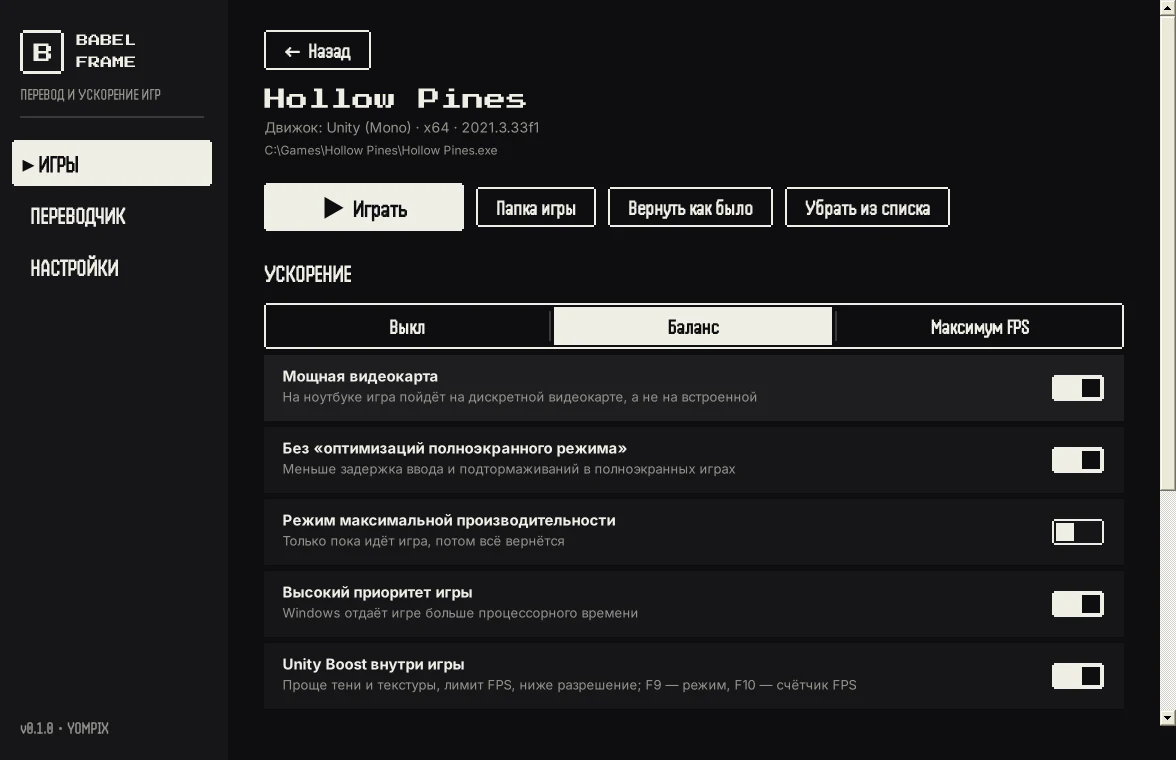 B
BABEL
FRAME
ПЕРЕВОД И УСКОРЕНИЕ ИГР
► ИГРЫ
ПЕРЕВОДЧИК
НАСТРОЙКИ
v0.1.0 · YOMPIX
← Назад
Hollow Pines
Движок: Unity (Mono) · x64 · 2021.3.33f1
C:\Games\Hollow Pines\Hollow Pines.exe
▶ Играть
Папка игры
Вернуть как было
Убрать из списка
УСКОРЕНИЕ
Выкл
Баланс
Максимум FPS
Мощная видеокарта
На ноутбуке игра пойдёт на дискретной видеокарте, а не на встроенной
Без «оптимизаций полноэкранного режима»
Меньше задержка ввода и подтормаживаний в полноэкранных играх
Режим максимальной производительности
Только пока идёт игра, потом всё вернётся
Высокий приоритет игры
Windows отдаёт игре больше процессорного времени
Unity Boost внутри игры
Проще тени и текстуры, лимит FPS, ниже разрешение; F9 — режим, F10 — счётчик FPS